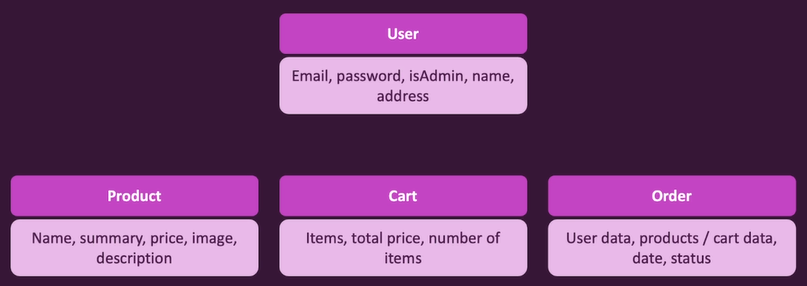 User
Email, password, isAdmin, name,
address
Product
Name, summary, price, image,
description
Cart
Items, total price, number of
items
Order
User data, products / cart data,
date, status